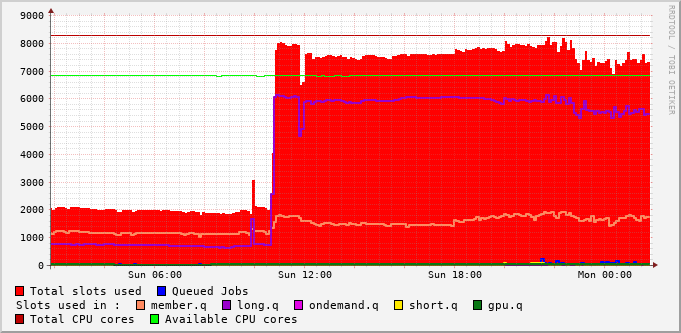 RRDTOOL / TOBI OETIKER
9000
8000
7000
6000
5000
4000
3000
2000
1000
0
Sun 06:00 Sun 12:00 Sun 18:00 Mon 00:00
Total slots used Queued Jobs
Slots used in : member.q long.q ondemand.q short.q gpu.q
Total CPU cores Available CPU cores